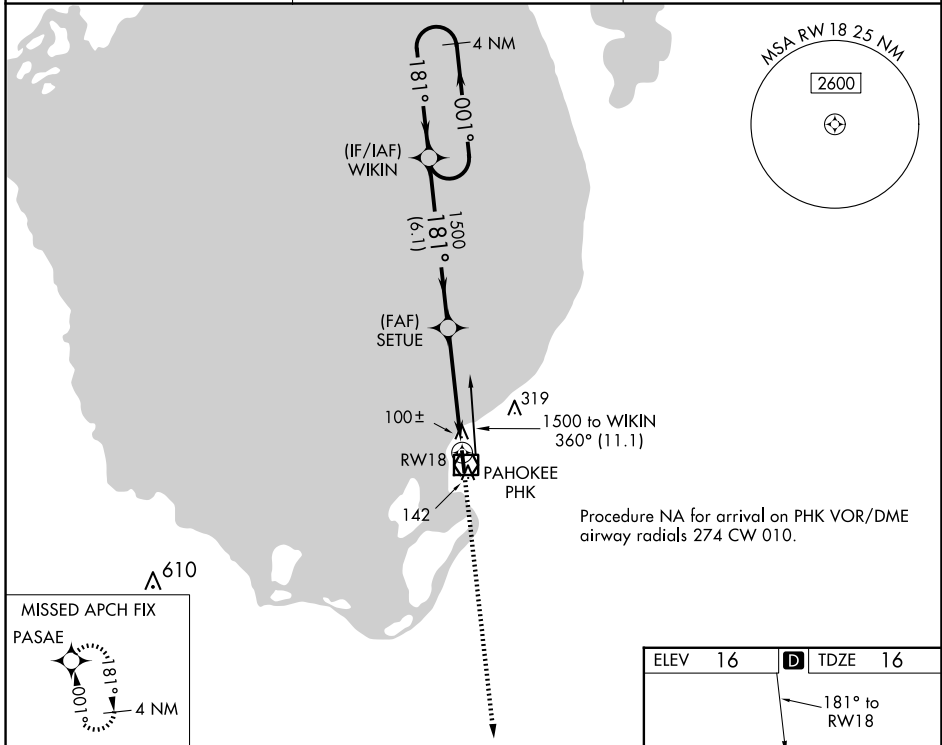 4 NM
181°
001°
(IF/IAF)
WIKIN
1500
181°
(6.1)
(FAF)
SETUE
MSA RW 18 25 NM
2600
319
100±
1500 to WIKIN
360° (11.1)
RW18
PAHOKEE
PHK
142
Procedure NA for arrival on PHK VOR/DME
airway radials 274 CW 010.
610
MISSED APCH FIX
PASAE
181°
001°
4 NM
ELEV 16 D TDZE 16
181° to
RW18